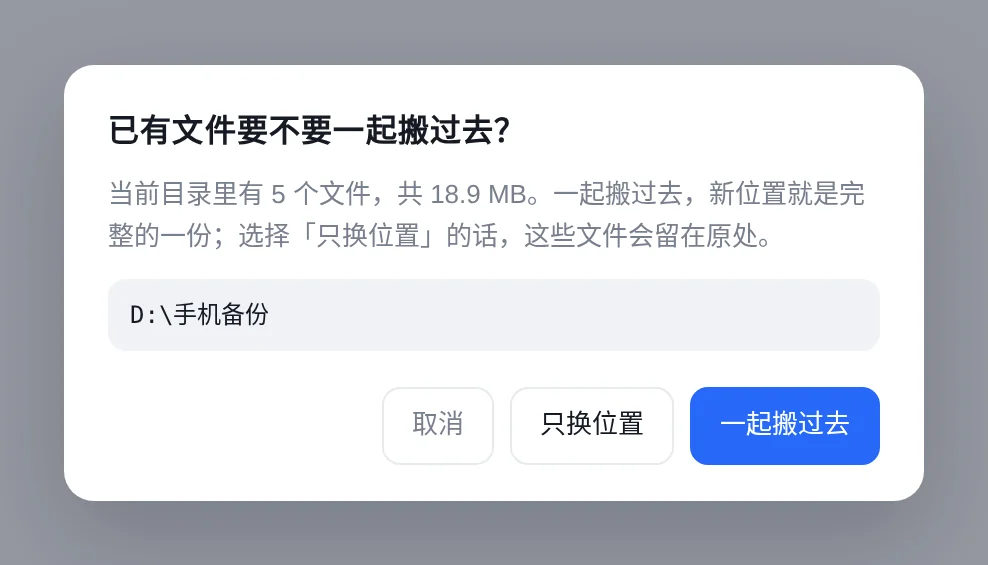 已有文件要不要一起搬过去？
当前目录里有 5 个文件，共 18.9 MB。一起搬过去，新位置就是完
整的一份；选择「只换位置」的话，这些文件会留在原处。
D:\手机备份
取消
只换位置
一起搬过去